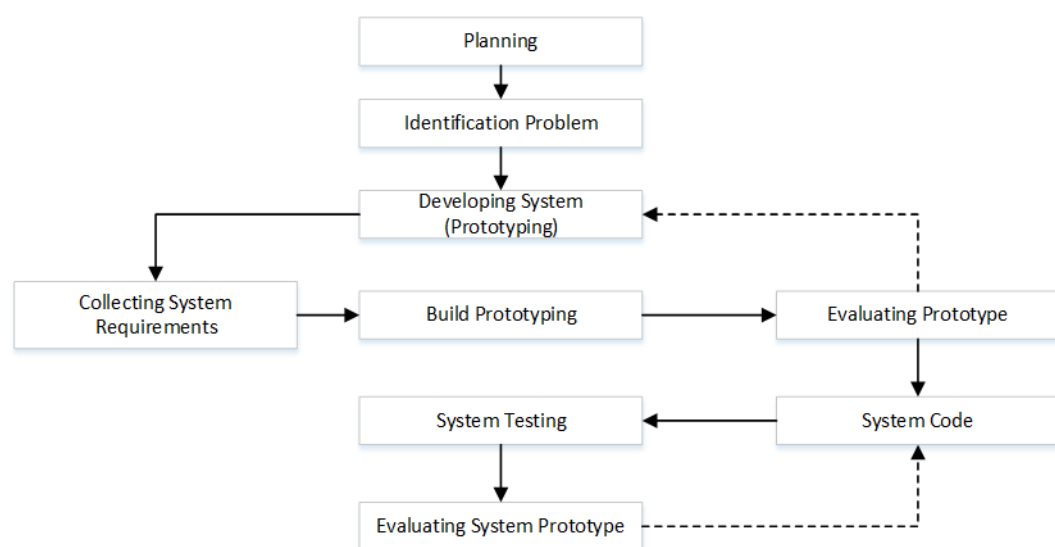 Planning
Identification Problem
Developing System
(Prototyping)
Collecting System
Requirements
Build Prototyping
Evaluating Prototype
System Testing
System Code
Evaluating System Prototype